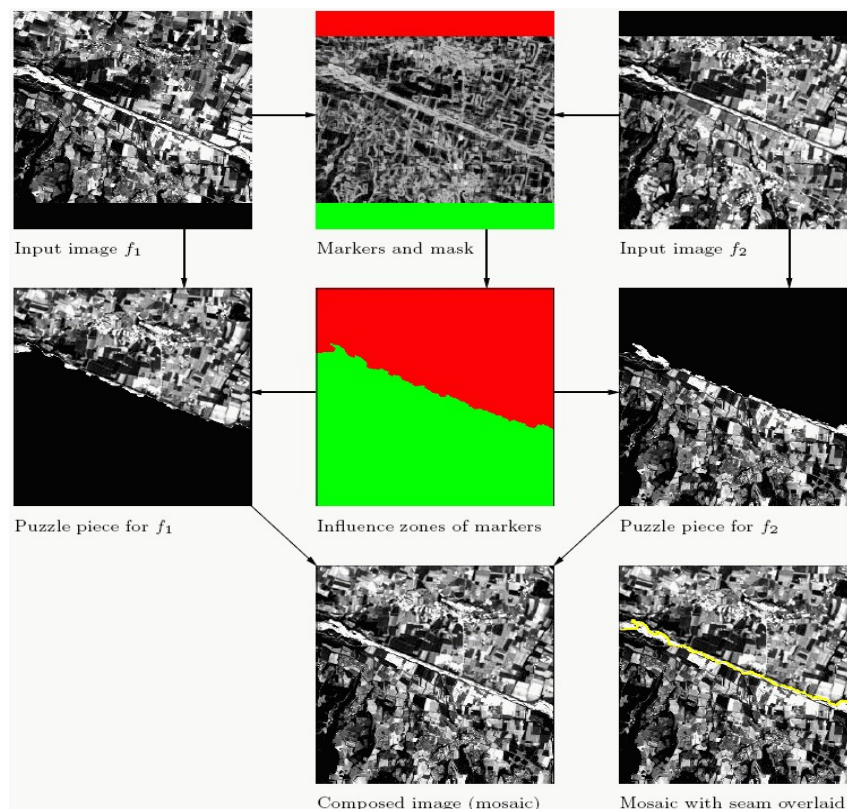 Input image f₁
Markers and mask
Input image f₂
Puzzle piece for f₁
Influence zones of markers
Puzzle piece for f₂
Composed image (mosaic)
Mosaic with seam overlaid